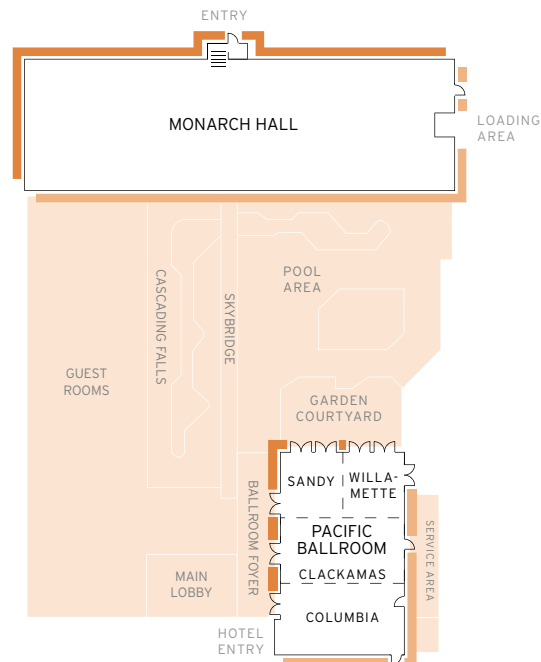 ENTRY
MONARCH HALL
LOADING
AREA
POOL
AREA
CASCADING FALLS
SKYBRIDGE
GUEST
ROOMS
GARDEN
COURTYARD
SANDY
WILLA-
METTE
BALLROOM FOYER
PACIFIC
BALLROOM
SERVICE AREA
CLACKAMAS
MAIN
LOBBY
COLUMBIA
HOTEL
ENTRY